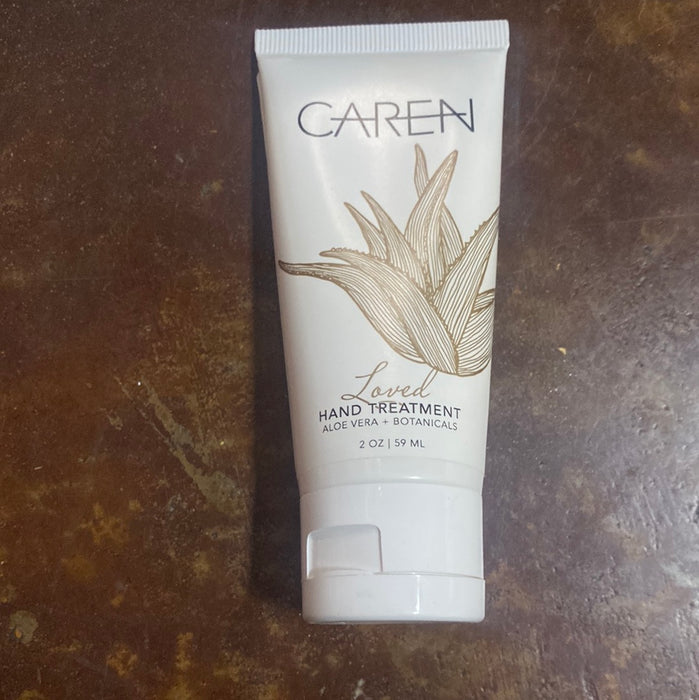 CAREN
Loved
HAND TREATMENT
ALOE VERA + BOTANICALS
2 OZ | 59 ML